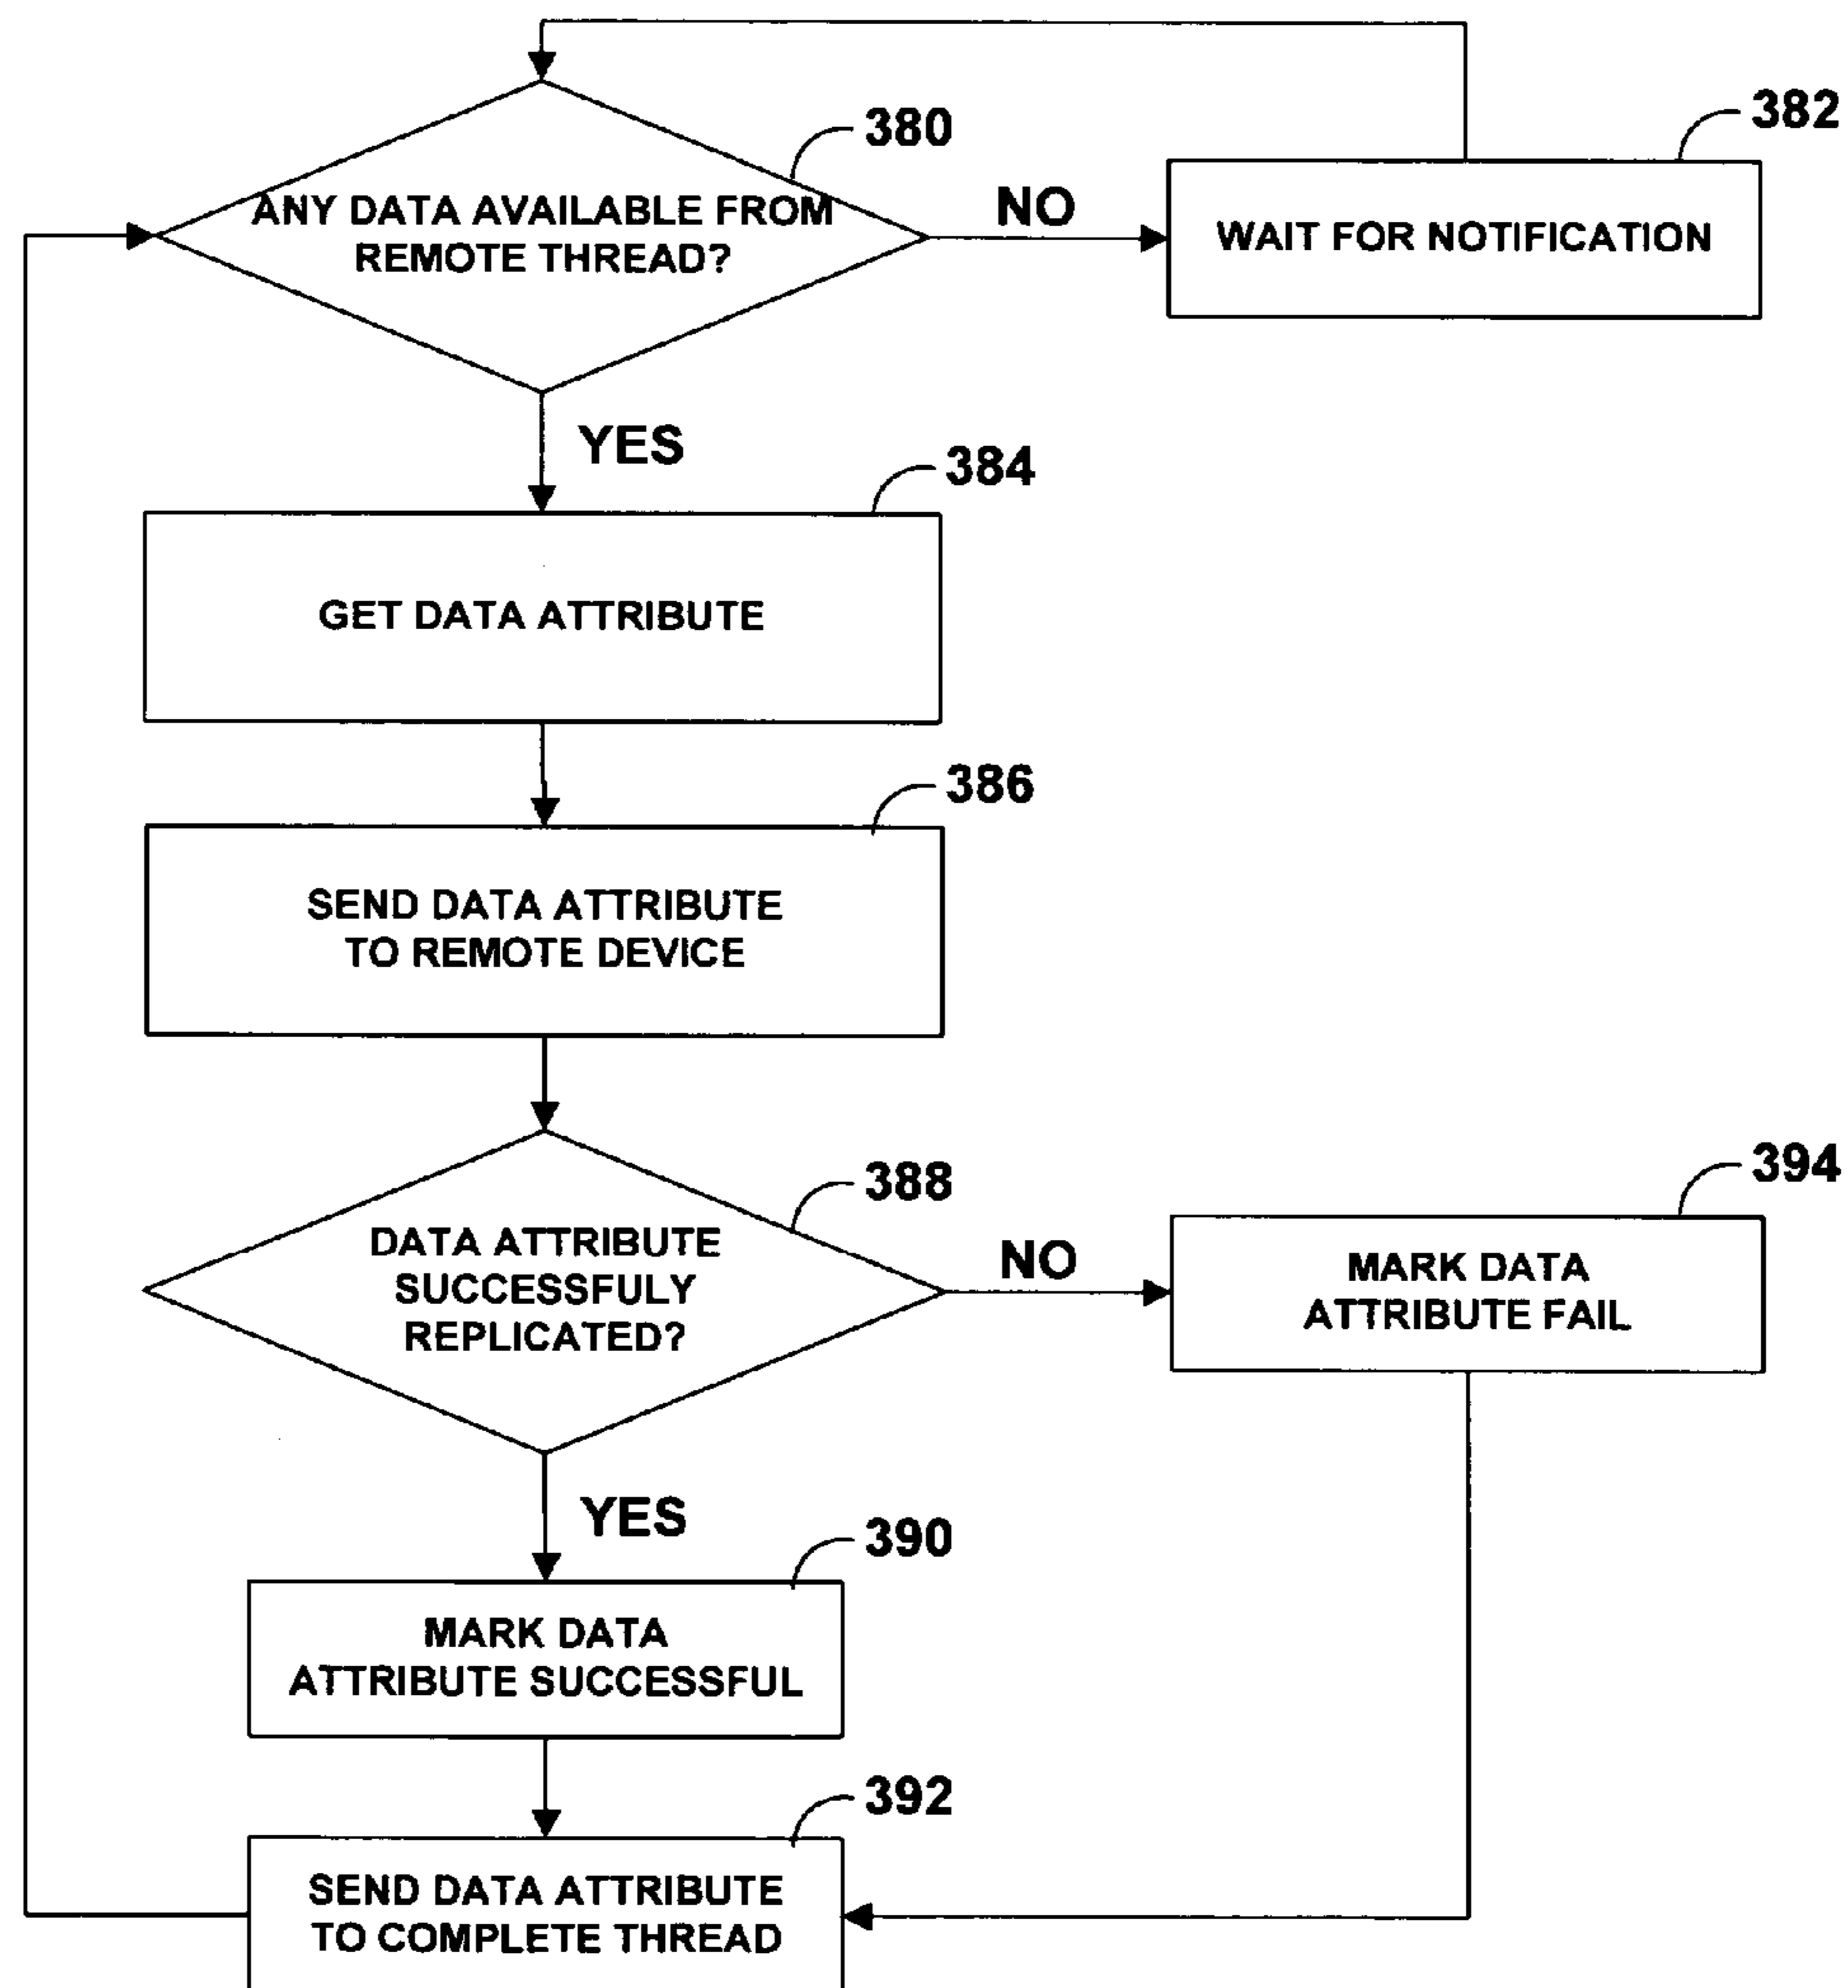 380
382
ANY DATA AVAILABLE FROM
REMOTE THREAD?
NO
WAIT FOR NOTIFICATION
YES
384
GET DATA ATTRIBUTE
386
SEND DATA ATTRIBUTE
TO REMOTE DEVICE
388
394
DATA ATTRIBUTE
SUCCESSFULY
REPLICATED?
NO
MARK DATA
ATTRIBUTE FAIL
YES
390
MARK DATA
ATTRIBUTE SUCCESSFUL
392
SEND DATA ATTRIBUTE
TO COMPLETE THREAD